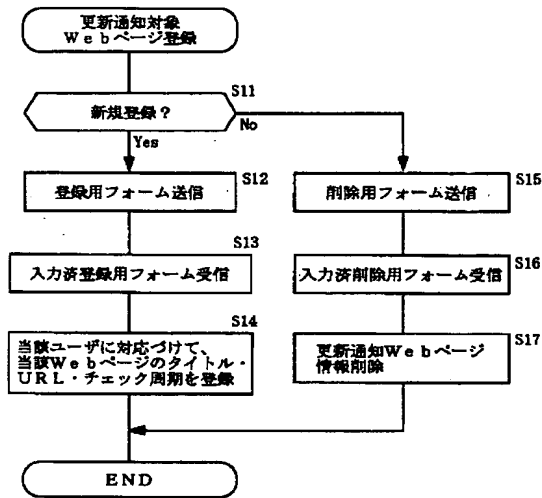 更新通知対象
Ｗｅｂページ登録
S11
新規登録？
No
Yes
S12
登録用フォーム送信
S15
削除用フォーム送信
S13
入力済登録用フォーム受信
S16
入力済削除用フォーム受信
S14
当該ユーザに対応づけて、
当該Ｗｅｂページのタイトル・
ＵＲＬ・チェック周期を登録
S17
更新通知Ｗｅｂページ
情報削除
ＥＮＤ